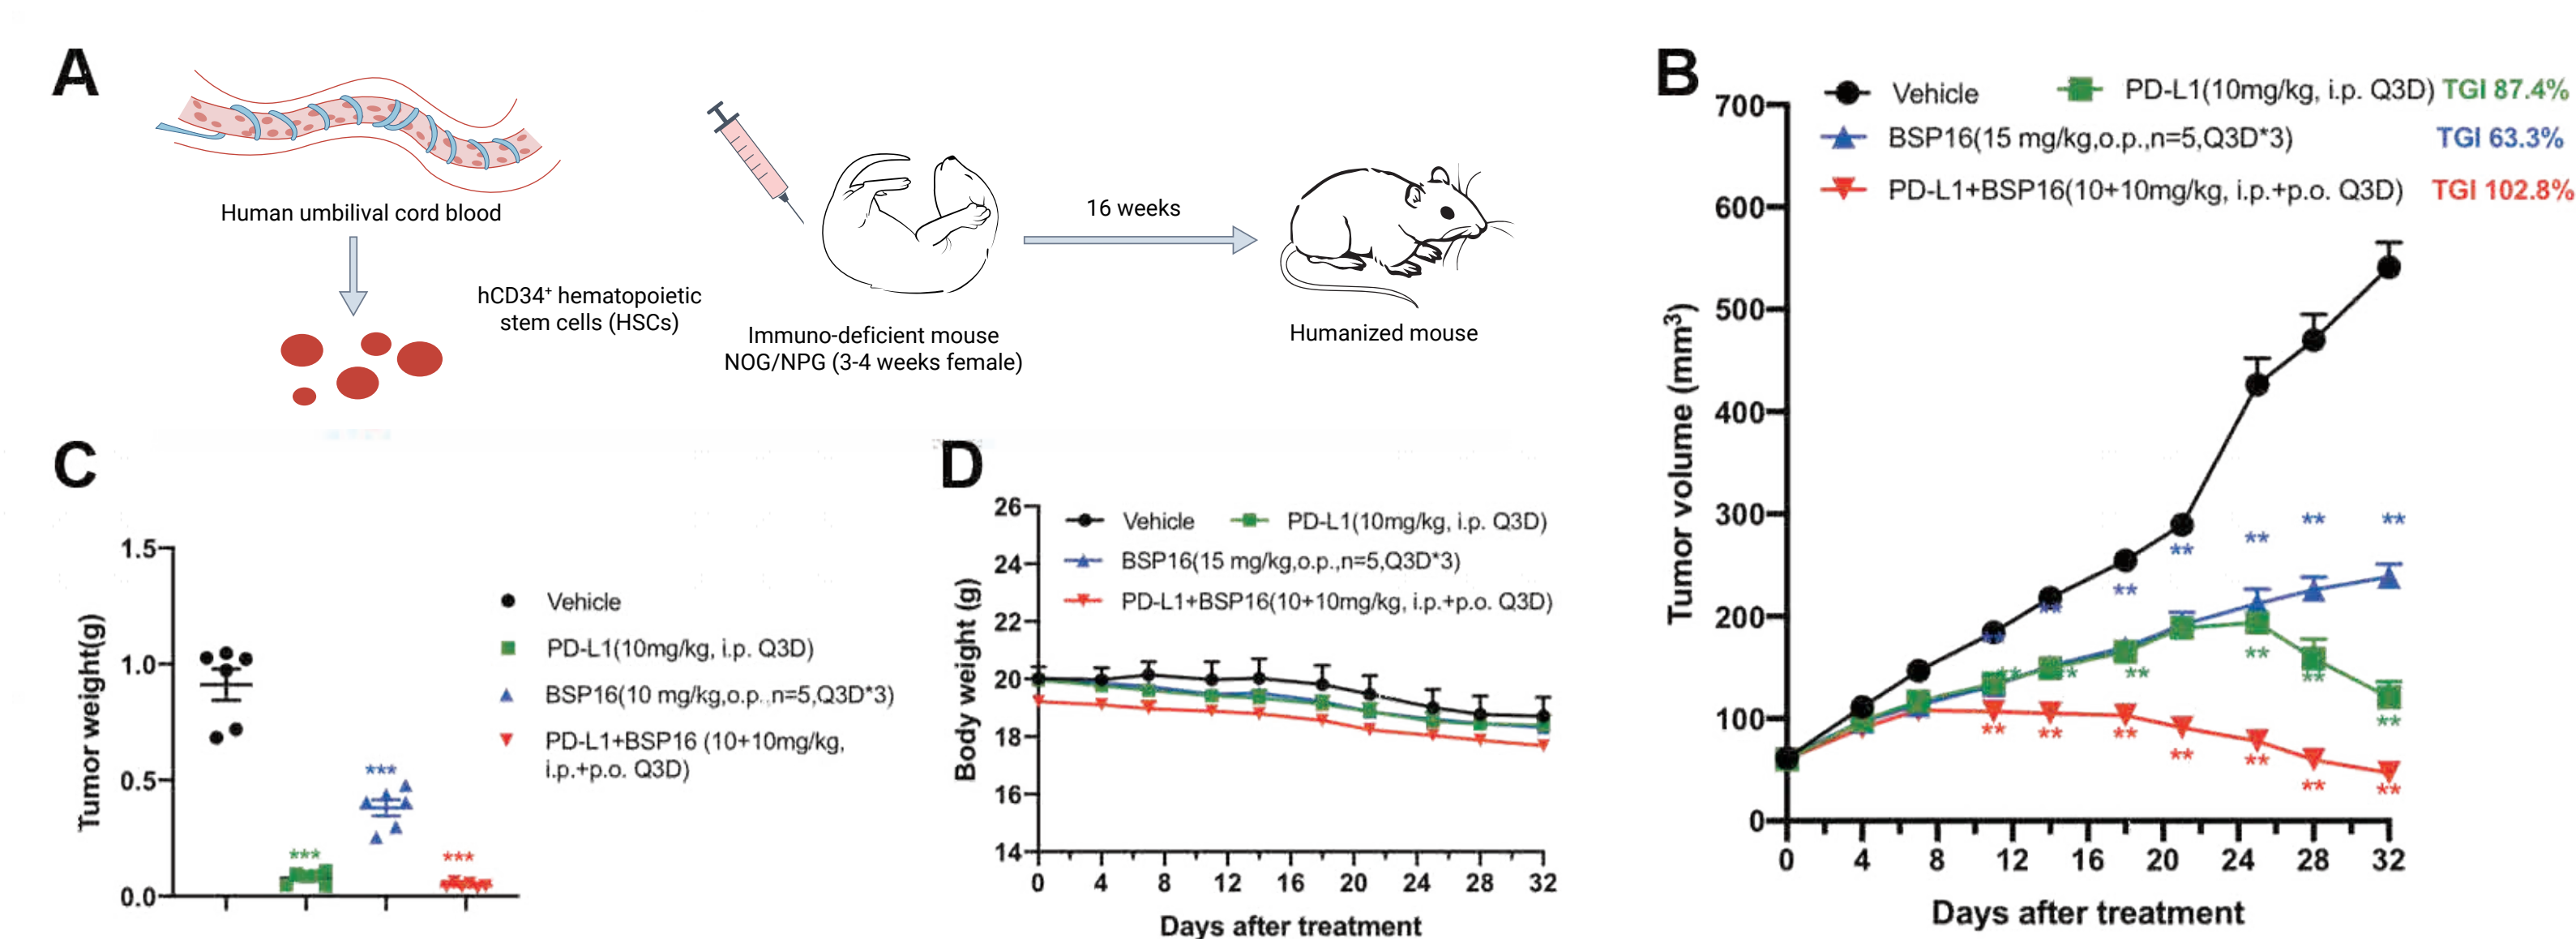 A
Human umbilival cord blood
hCD34⁺ hematopoietic
stem cells (HSCs)
Immuno-deficient mouse
NOG/NPG (3-4 weeks female)
16 weeks
Humanized mouse
B
Vehicle
PD-L1(10mg/kg, i.p. Q3D) TGI 87.4%
BSP16(15 mg/kg,o.p.,n=5,Q3D*3) TGI 63.3%
PD-L1+BSP16(10+10mg/kg, i.p.+p.o. Q3D) TGI 102.8%
Tumor volume (mm³)
700
600
500
400
300
200
100
0
** ** ** ** ** ** **
** ** ** ** ** **
** ** ** ** ** ** **
0 4 8 12 16 20 24 28 32
Days after treatment
C
Tumor weight(g)
1.5
1.0
0.5
0.0
***
***
***
Vehicle
PD-L1(10mg/kg, i.p. Q3D)
BSP16(10 mg/kg,o.p.,n=5,Q3D*3)
PD-L1+BSP16 (10+10mg/kg,
i.p.+p.o. Q3D)
D
Vehicle
PD-L1(10mg/kg, i.p. Q3D)
BSP16(15 mg/kg,o.p.,n=5,Q3D*3)
PD-L1+BSP16(10+10mg/kg, i.p.+p.o. Q3D)
Body weight (g)
26
24
22
20
18
16
14
0 4 8 12 16 20 24 28 32
Days after treatment